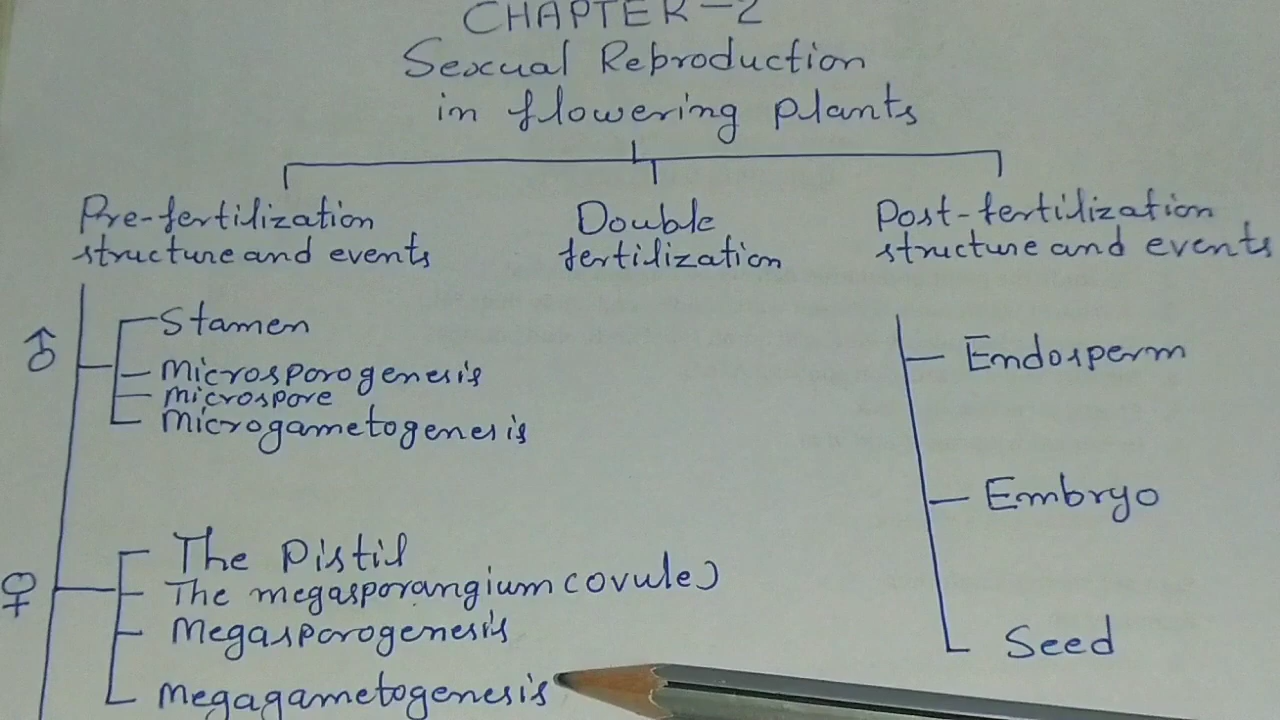 CHAPTER-2
Sexual Reproduction
in flowering plants
Pre-fertilization
structure and events
Double
fertilization
Post-fertilization
structure and events
♂
Stamen
Microsporogenesis
microspore
Microgametogenesis
♀
The Pistil
The megasporangium (ovule)
Megasporogenesis
Megagametogenesis
Endosperm
Embryo
Seed